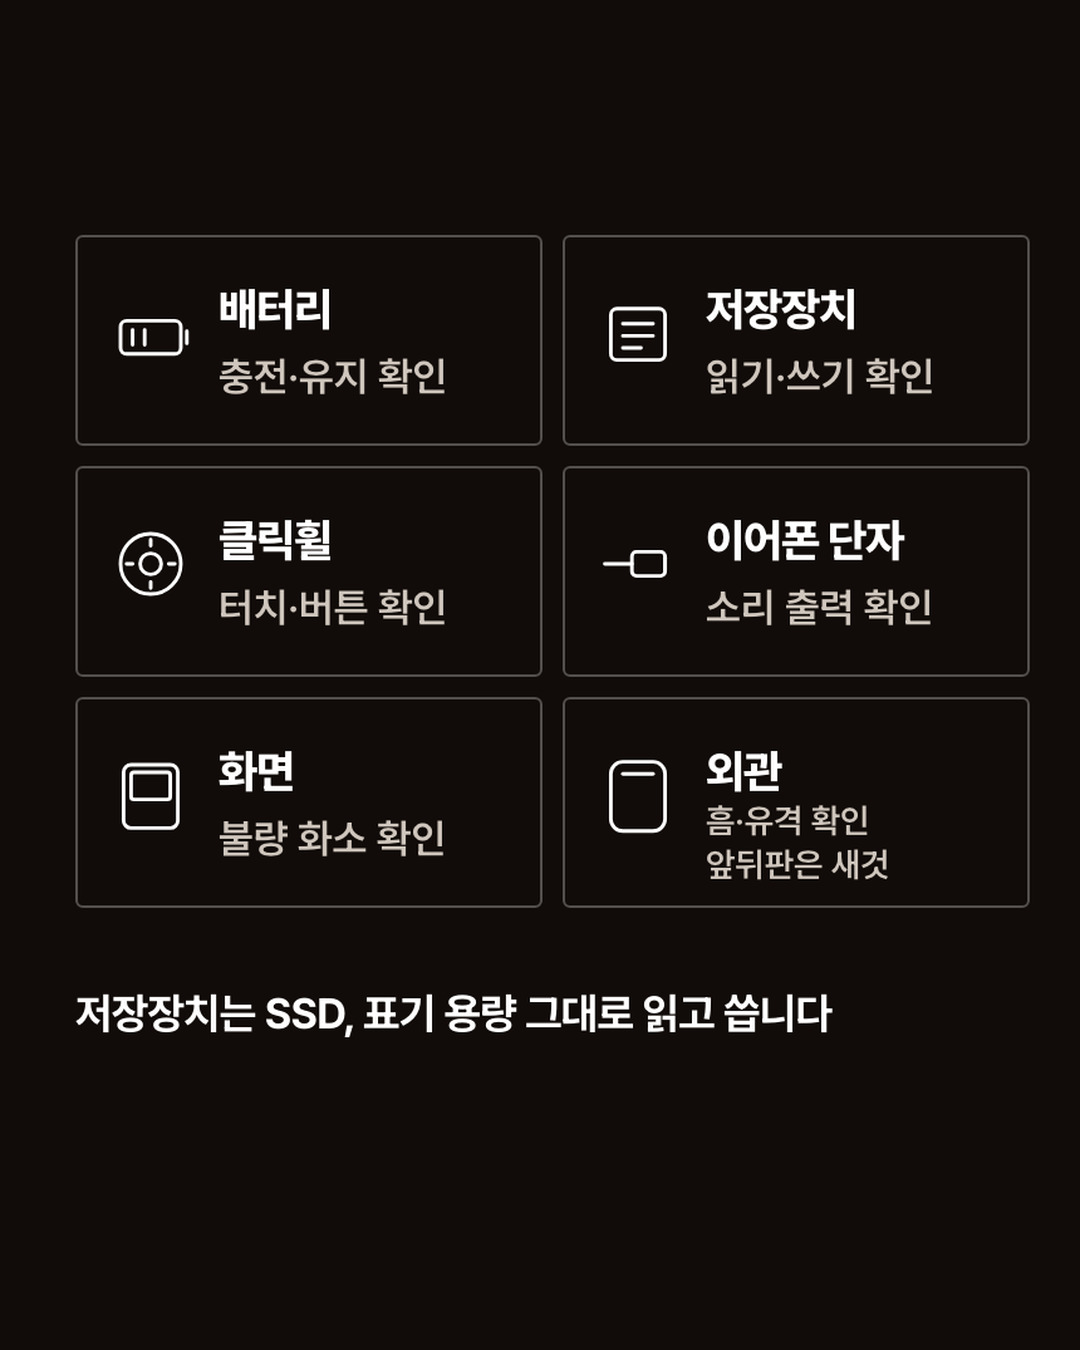 배터리
충전·유지 확인
저장장치
읽기·쓰기 확인
클릭휠
터치·버튼 확인
이어폰 단자
소리 출력 확인
화면
불량 화소 확인
외관
흠·유격 확인
앞뒤판은 새것
저장장치는 SSD, 표기 용량 그대로 읽고 씁니다